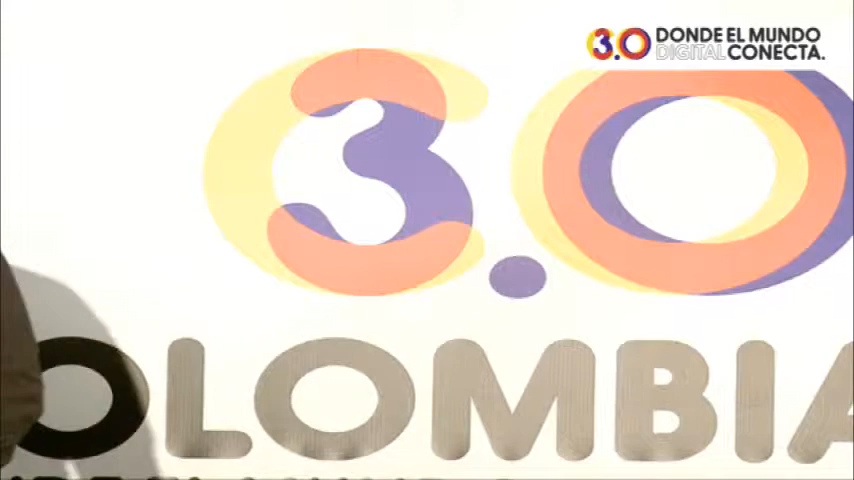 3.0 DONDE EL MUNDO
DIGITAL CONECTA.
3.0
OLOMBIA